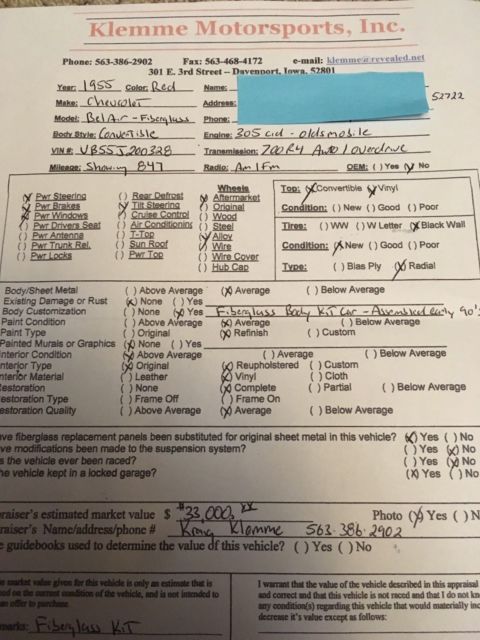 Klemme Motorsports, Inc.
Phone: 563-386-2902 Fax: 563-468-4172 e-mail: klemme@revealed.net
301 E. 3rd Street -- Davenport, Iowa. 52801
Year: 1955 Color: Red Name:
Make: Chevrolet Address: 52722
Model: Bel Air - Fiberglass Phone:
Body Style: Convertible Engine: 305 cid - oldsmobile
VIN #: VB55J200328 Transmission: 700R4 Auto/overdrive
Mileage: Showing 847 Radio: Am/Fm OEM: ( ) Yes (X) No
Wheels
(X) Pwr Steering ( ) Rear Defrost (X) Aftermarket Top: (X) Convertible (X) Vinyl
(X) Pwr Brakes (X) Tilt Steering ( ) Original
(X) Pwr Windows ( ) Cruise Control ( ) Wood Condition: ( ) New ( ) Good ( ) Poor
( ) Pwr Drivers Seat ( ) Air Conditioning ( ) Steel
( ) Pwr Antenna ( ) T-Top (X) Alloy Tires: ( ) WW ( ) W Letter (X) Black Wall
( ) Pwr Trunk Rel. ( ) Sun Roof ( ) Wire Condition: (X) New ( ) Good ( ) Poor
( ) Pwr Locks ( ) Pwr Top ( ) Wire Cover
( ) Hub Cap Type: ( ) Bias Ply (X) Radial
Body/Sheet Metal ( ) Above Average (X) Average ( ) Below Average
Existing Damage or Rust (X) None ( ) Yes
Body Customization ( ) None (X) Yes Fiberglass Body Kit Car - Assembled early 90's
Paint Condition ( ) Above Average (X) Average ( ) Below Average
Paint Type ( ) Original (X) Refinish ( ) Custom
Painted Murals or Graphics (X) None ( ) Yes
nterior Condition (X) Above Average ( ) Average ( ) Below Average
nterior Type (X) Original ( ) Reupholstered ( ) Custom
nterior Material ( ) Leather (X) Vinyl ( ) Cloth
estoration ( ) None (X) Complete ( ) Partial ( ) Below Average
estoration Type ( ) Frame Off ( ) Frame On
estoration Quality ( ) Above Average (X) Average ( ) Below Average
ve fiberglass replacement panels been substituted for original sheet metal in this vehicle? (X) Yes ( ) No
ve modifications been made to the suspension system? ( ) Yes (X) No
s the vehicle ever been raced? ( ) Yes (X) No
he vehicle kept in a locked garage? (X) Yes ( ) No
raiser's estimated market value $ $33,000.xx Photo (X) Yes ( ) N
raiser's Name/address/phone # Kraig Klemme 563-386-2902
e guidebooks used to determine the value of this vehicle? ( ) Yes ( ) No
e market value given for this vehicle is only an estimate that is
ed on the current condition of the vehicle, and is not intended to
an offer to purchase.
marks: Fiberglass KiT
I warrant that the value of the vehicle described in this appraisal
and correct and that this vehicle is not raced and that I do not kn
any condition(s) regarding this vehicle that would materially inc
decrease it's value except as follows: